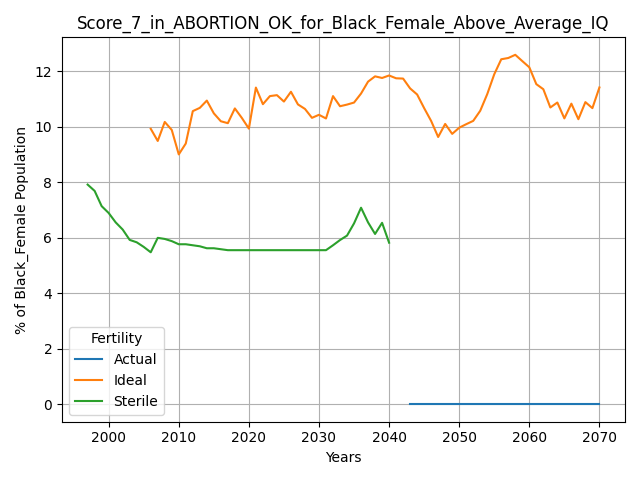 Score_7_in_ABORTION_OK_for_Black_Female_Above_Average_IQ
% of Black_Female Population
12
10
8
6
4
2
0
Fertility
Actual
Ideal
Sterile
2000 2010 2020 2030 2040 2050 2060 2070
Years